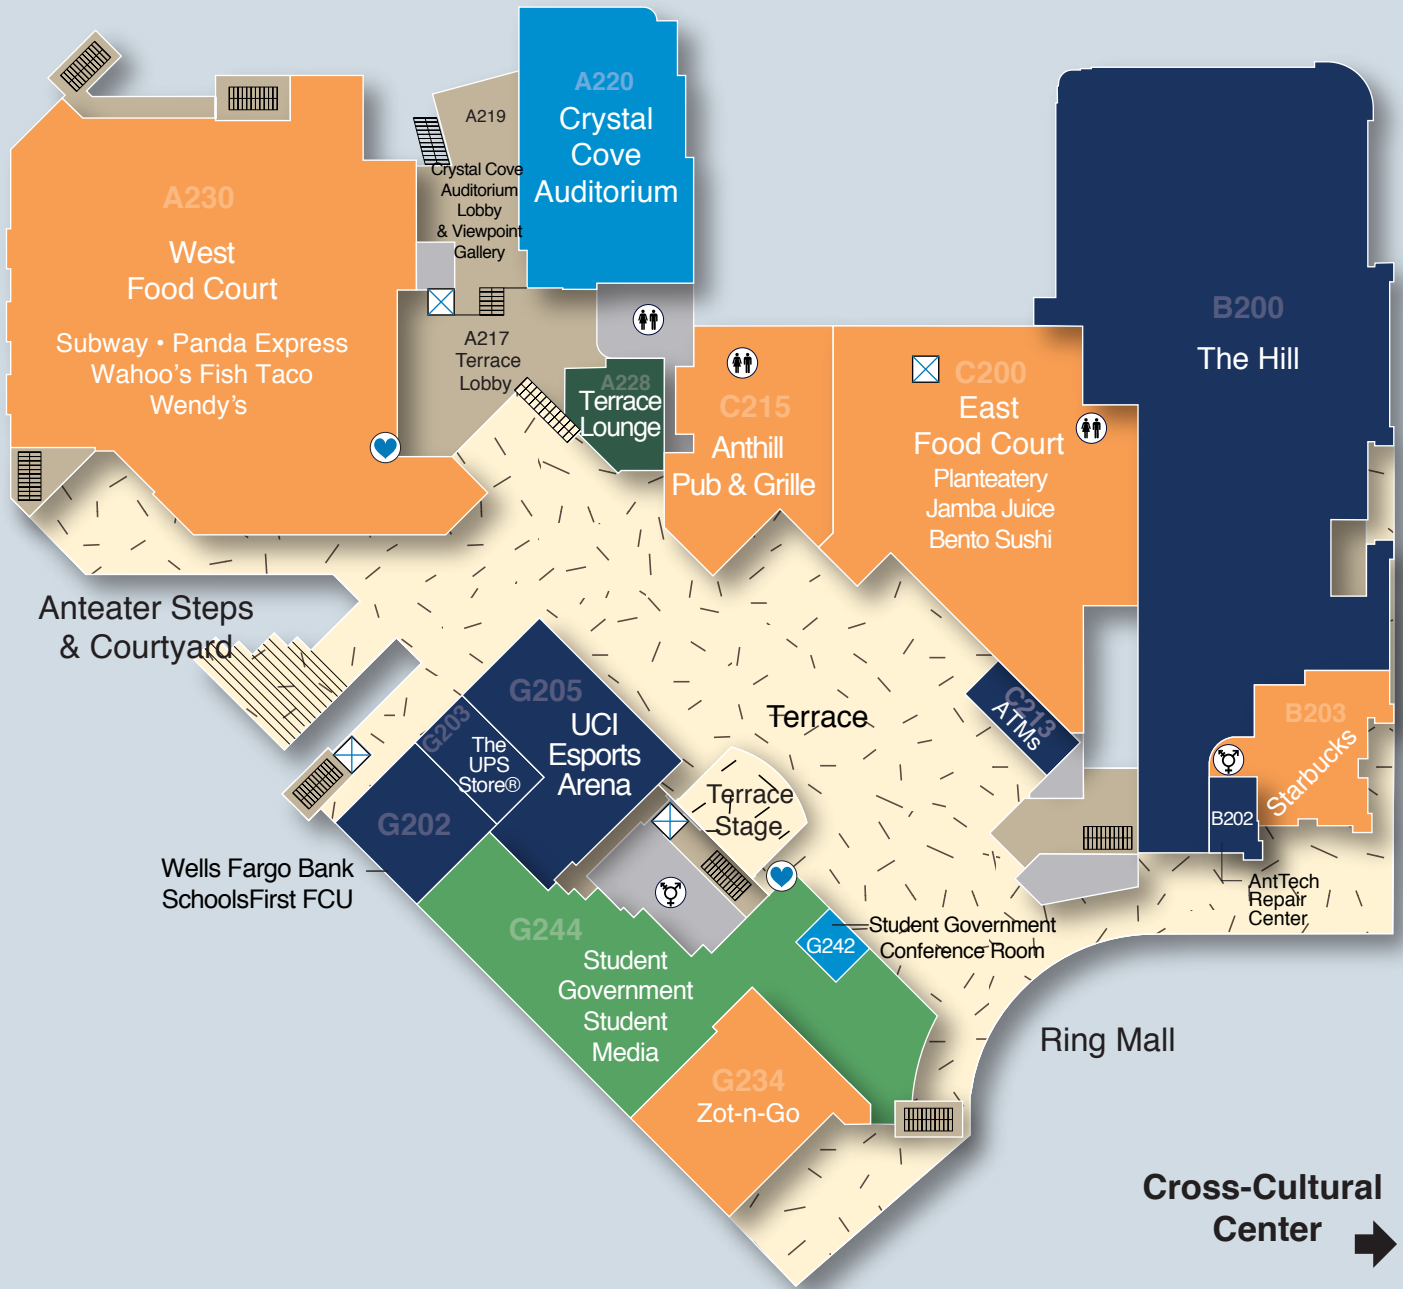 A220
Crystal
Cove
Auditorium
A219
Crystal Cove
Auditorium
Lobby
& Viewpoint
Gallery
A230
West
Food Court
Subway • Panda Express
Wahoo's Fish Taco
Wendy's
A217
Terrace
Lobby
A228
Terrace
Lounge
C215
Anthill
Pub & Grille
C200
East
Food Court
Planteatery
Jamba Juice
Bento Sushi
B200
The Hill
Anteater Steps
& Courtyard
G205
UCI
Esports
Arena
G203
The
UPS
Store®
G202
Wells Fargo Bank
SchoolsFirst FCU
Terrace
Terrace
Stage
C213
ATMs
B203
Starbucks
B202
AntTech
Repair
Center
G244
Student
Government
Student
Media
G242
Student Government
Conference Room
G234
Zot-n-Go
Ring Mall
Cross-Cultural
Center